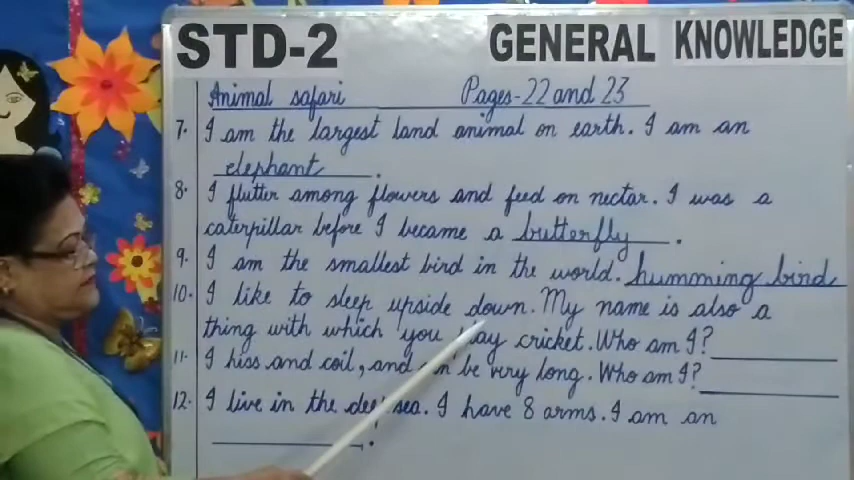 STD-2 GENERAL KNOWLEDGE
Animal safari Pages-22 and 23
7. I am the largest land animal on earth. I am an
elephant.
8. I flutter among flowers and feed on nectar. I was a
caterpillar before I became a butterfly.
9. I am the smallest bird in the world. humming bird
10. I like to sleep upside down. My name is also a
thing with which you cricket. Who am I?
11. I hiss and coil, and be very long. Who am I?
12. I live in the deep sea. I have 8 arms. I am an
.